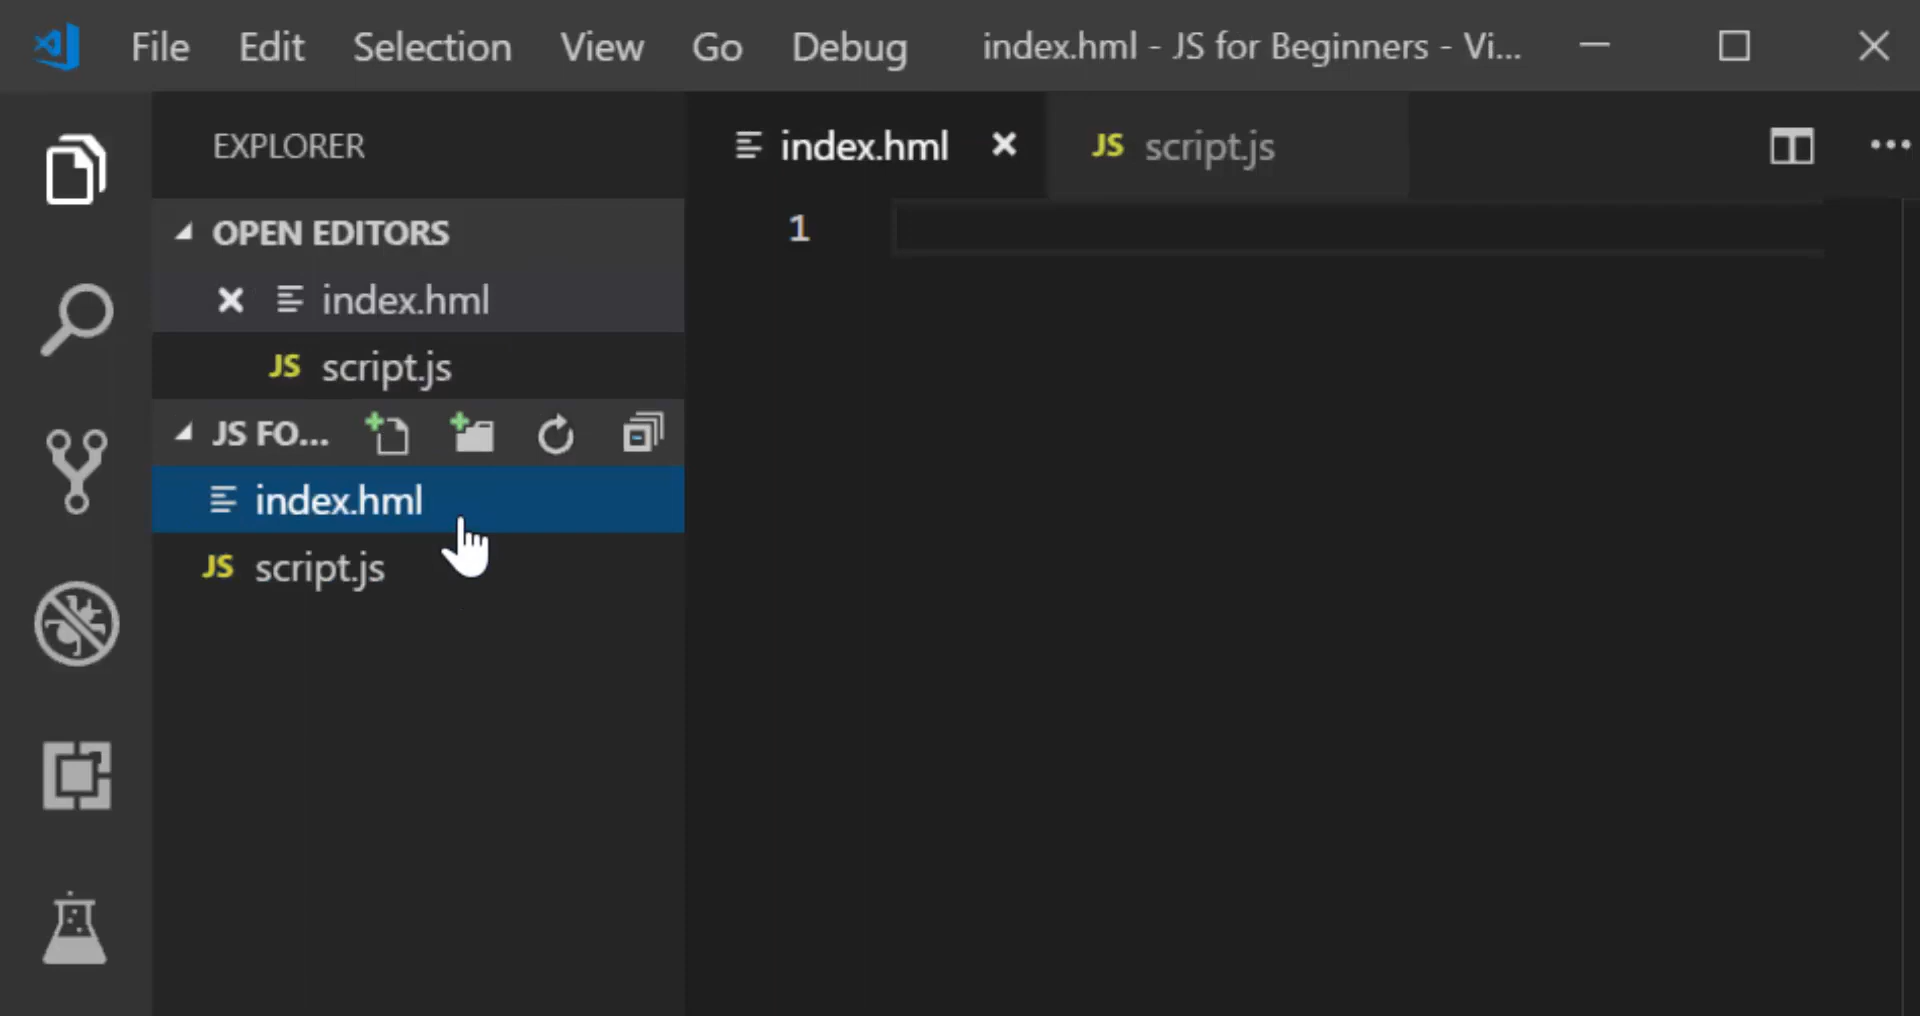 File Edit Selection View Go Debug index.hml - JS for Beginners - Vi...
EXPLORER
OPEN EDITORS
index.hml
JS script.js
JS FO...
index.hml
JS script.js
index.hml JS script.js
1